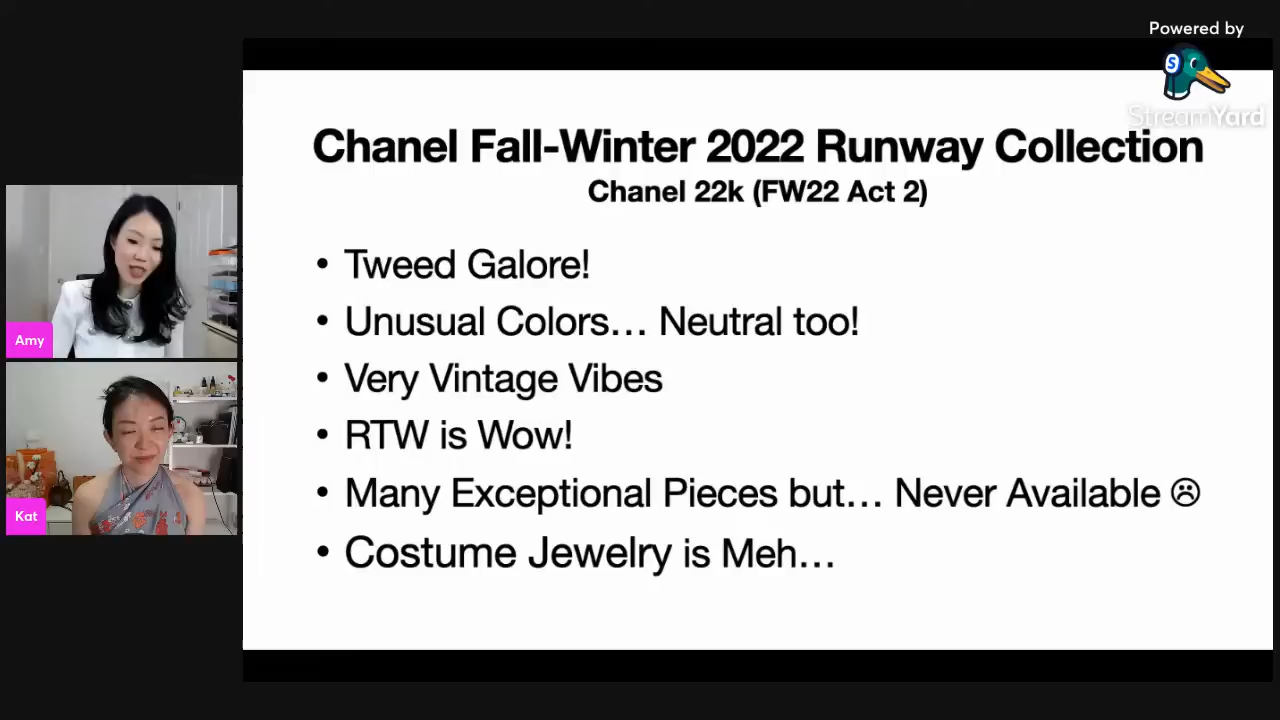 Powered by
S
StreamYard
Chanel Fall-Winter 2022 Runway Collection
Chanel 22k (FW22 Act 2)
• Tweed Galore!
• Unusual Colors… Neutral too!
• Very Vintage Vibes
• RTW is Wow!
• Many Exceptional Pieces but… Never Available ☹
• Costume Jewelry is Meh…
Amy
Kat